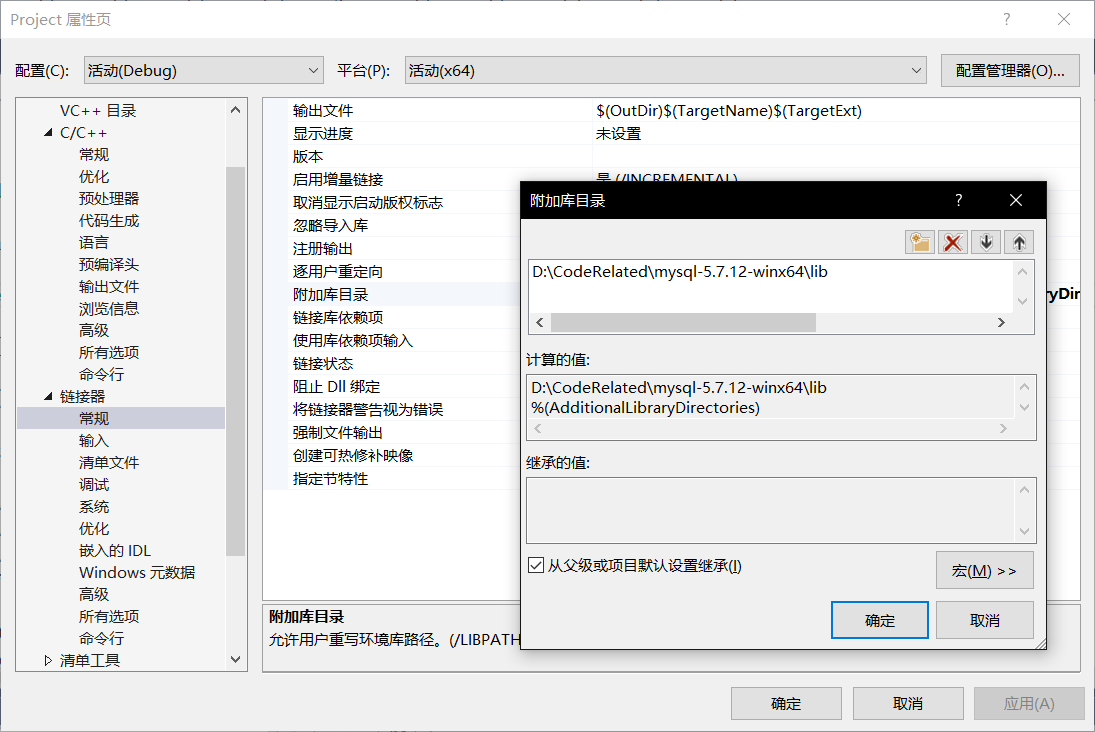 Project 属性页
配置(C):
活动(Debug)
平台(P):
活动(x64)
配置管理器(O)...
VC++ 目录
C/C++
常规
优化
预处理器
代码生成
语言
预编译头
输出文件
浏览信息
高级
所有选项
命令行
链接器
常规
输入
清单文件
调试
系统
优化
嵌入的 IDL
Windows 元数据
高级
所有选项
命令行
清单工具
输出文件 $(OutDir)$(TargetName)$(TargetExt)
显示进度 未设置
版本
启用增量链接 是 (/INCREMENTAL)
取消显示启动版权标志
忽略导入库
注册输出
逐用户重定向
附加库目录
链接库依赖项
使用库依赖项输入
链接状态
阻止 Dll 绑定
将链接器警告视为错误
强制文件输出
创建可热修补映像
指定节特性
附加库目录
允许用户重写环境库路径。(/LIBPATH
附加库目录
D:\CodeRelated\mysql-5.7.12-winx64\lib
计算的值:
D:\CodeRelated\mysql-5.7.12-winx64\lib
%(AdditionalLibraryDirectories)
继承的值:
从父级或项目默认设置继承(I)
宏(M) >>
确定
取消
确定
取消
应用(A)